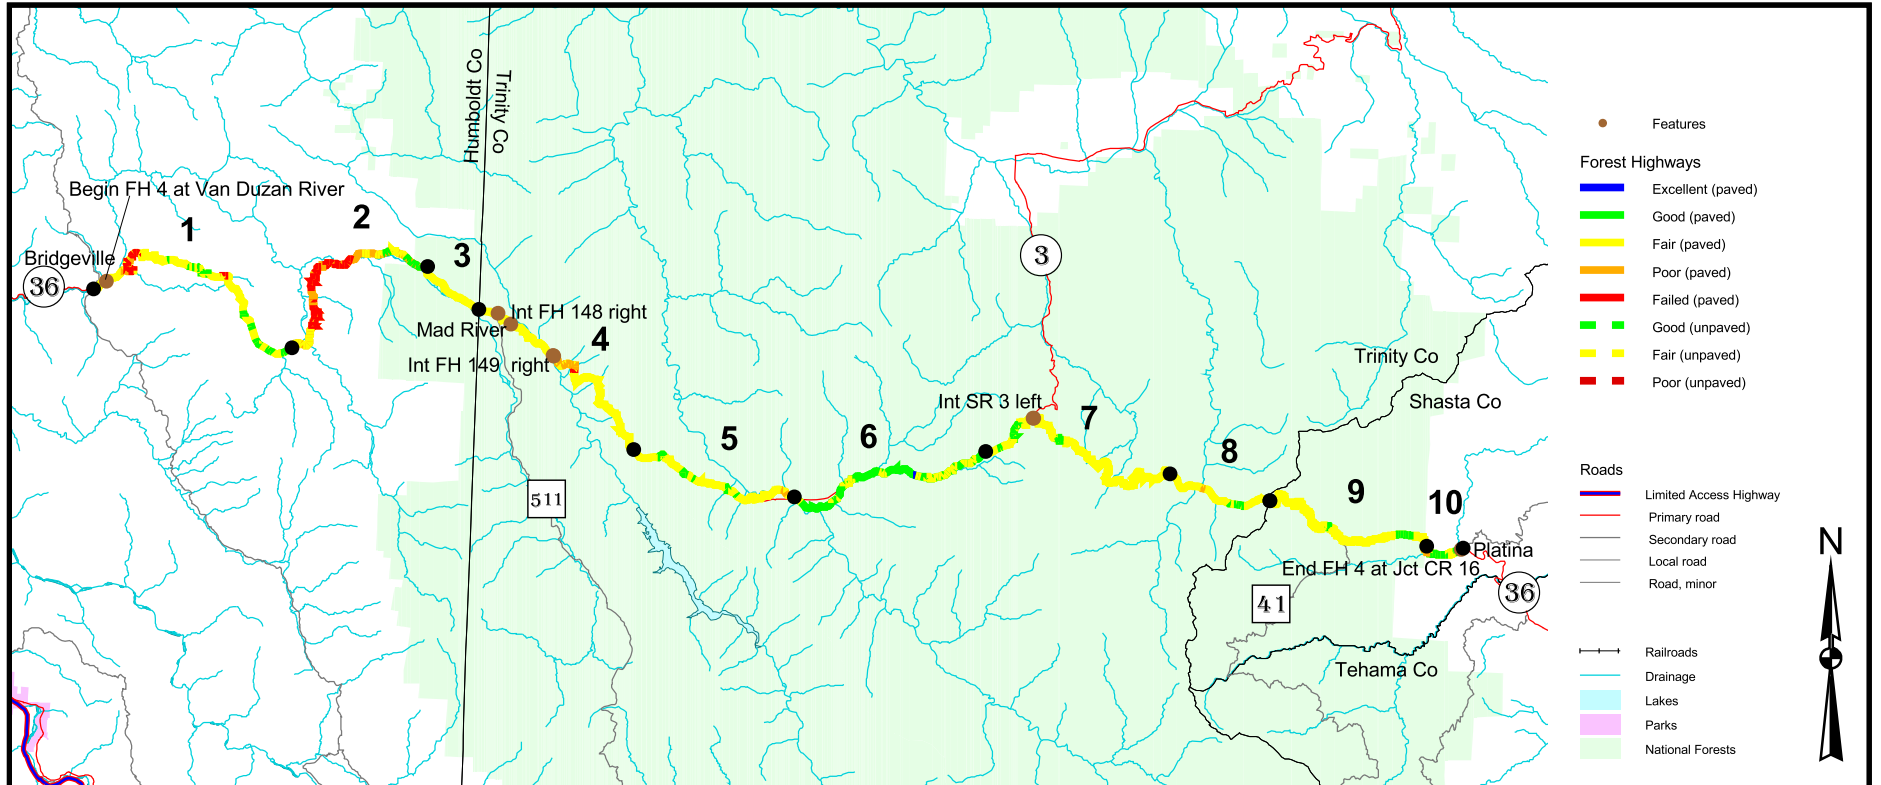 Humboldt Co
Trinity Co
Begin FH 4 at Van Duzan River
1
2
3
Bridgeville
36
Int FH 148 right
Mad River
4
Int FH 149 right
3
Trinity Co
Shasta Co
Int SR 3 left
5
6
7
8
9
10
511
Platina
End FH 4 at Jct CR 16
41
36
Tehama Co
Features
Forest Highways
Excellent (paved)
Good (paved)
Fair (paved)
Poor (paved)
Failed (paved)
Good (unpaved)
Fair (unpaved)
Poor (unpaved)
Roads
Limited Access Highway
Primary road
Secondary road
Local road
Road, minor
Railroads
Drainage
Lakes
Parks
National Forests
N